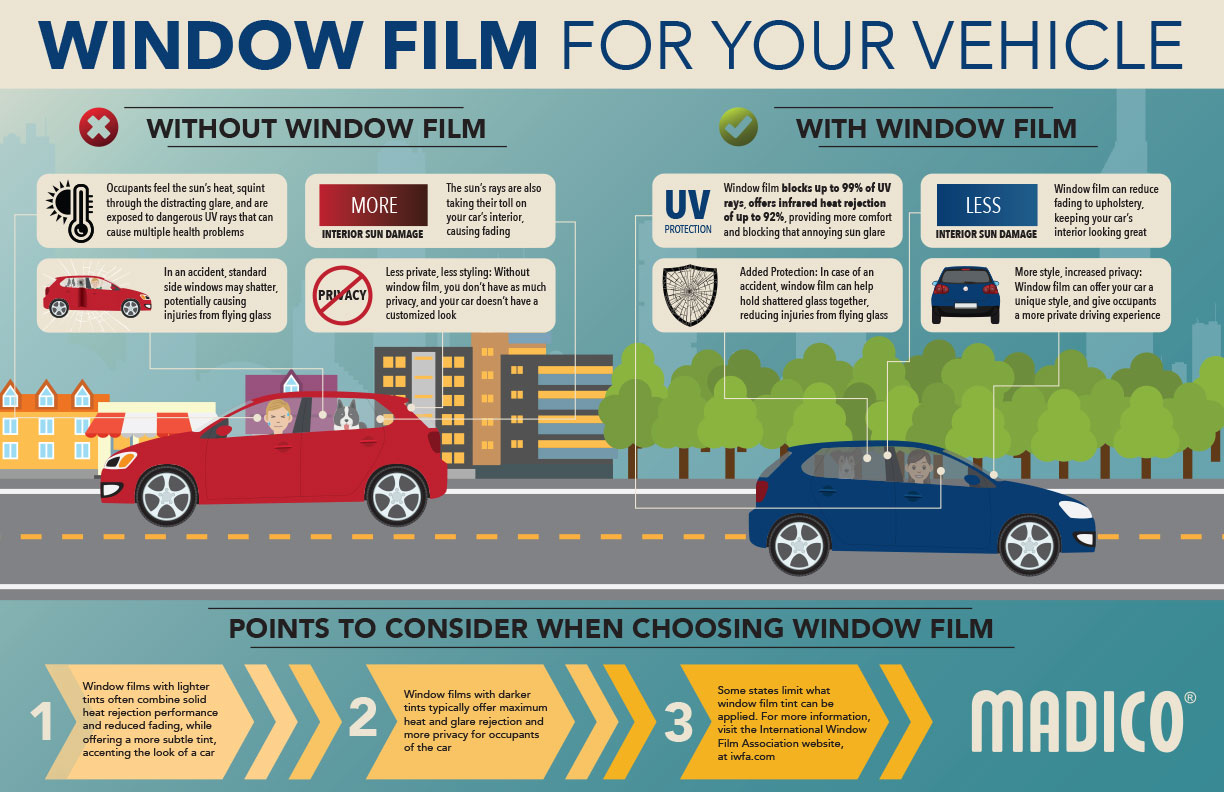 WINDOW FILM FOR YOUR VEHICLE
WITHOUT WINDOW FILM
Occupants feel the sun's heat, squint
through the distracting glare, and are
exposed to dangerous UV rays that can
cause multiple health problems
MORE
INTERIOR SUN DAMAGE
The sun's rays are also
taking their toll on
your car's interior,
causing fading
In an accident, standard
side windows may shatter,
potentially causing
injuries from flying glass
PRIVACY
Less private, less styling: Without
window film, you don't have as much
privacy, and your car doesn't have a
customized look
WITH WINDOW FILM
UV
PROTECTION
Window film blocks up to 99% of UV
rays, offers infrared heat rejection
of up to 92%, providing more comfort
and blocking that annoying sun glare
LESS
INTERIOR SUN DAMAGE
Window film can reduce
fading to upholstery,
keeping your car's
interior looking great
Added Protection: In case of an
accident, window film can help
hold shattered glass together,
reducing injuries from flying glass
More style, increased privacy:
Window film can offer your car a
unique style, and give occupants
a more private driving experience
POINTS TO CONSIDER WHEN CHOOSING WINDOW FILM
1
Window films with lighter
tints often combine solid
heat rejection performance
and reduced fading, while
offering a more subtle tint,
accenting the look of a car
2
Window films with darker
tints typically offer maximum
heat and glare rejection and
more privacy for occupants
of the car
3
Some states limit what
window film tint can be
applied. For more information,
visit the International Window
Film Association website,
at iwfa.com
MADICO®